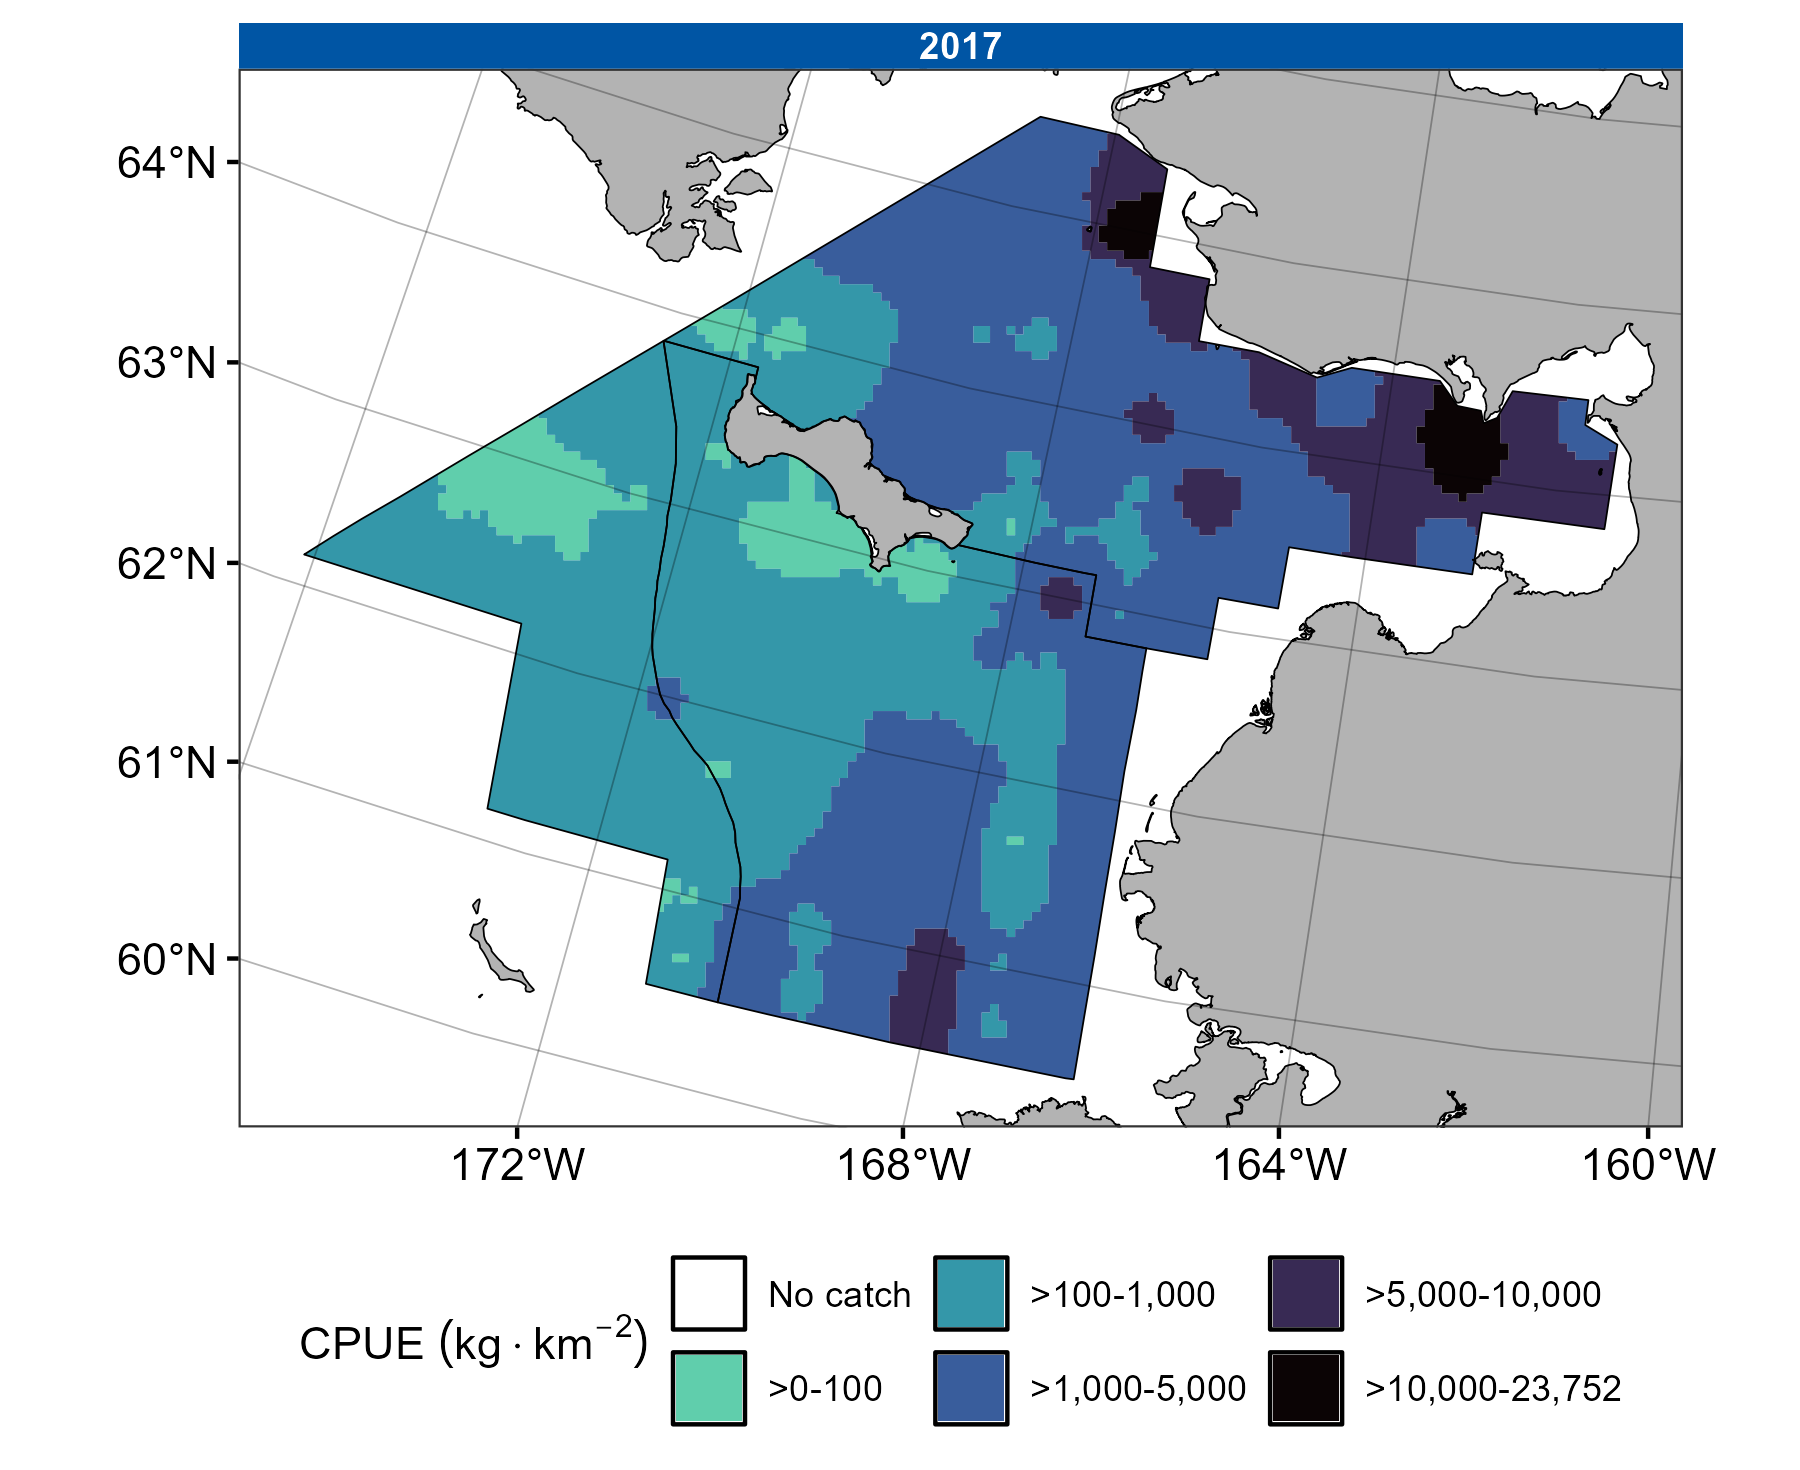 2017
64°N
63°N
62°N
61°N
60°N
172°W 168°W 164°W 160°W
CPUE (kg · km⁻²)
No catch >100-1,000 >5,000-10,000
>0-100 >1,000-5,000 >10,000-23,752